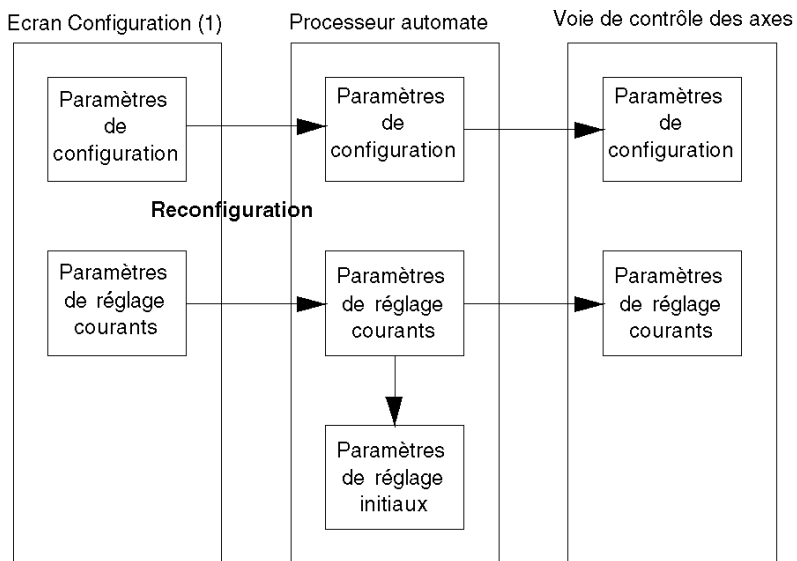 Ecran Configuration (1)
Processeur automate
Voie de contrôle des axes
Paramètres
de
configuration
Paramètres
de
configuration
Paramètres
de
configuration
Reconfiguration
Paramètres
de réglage
courants
Paramètres
de réglage
courants
Paramètres
de réglage
courants
Paramètres
de réglage
initiaux